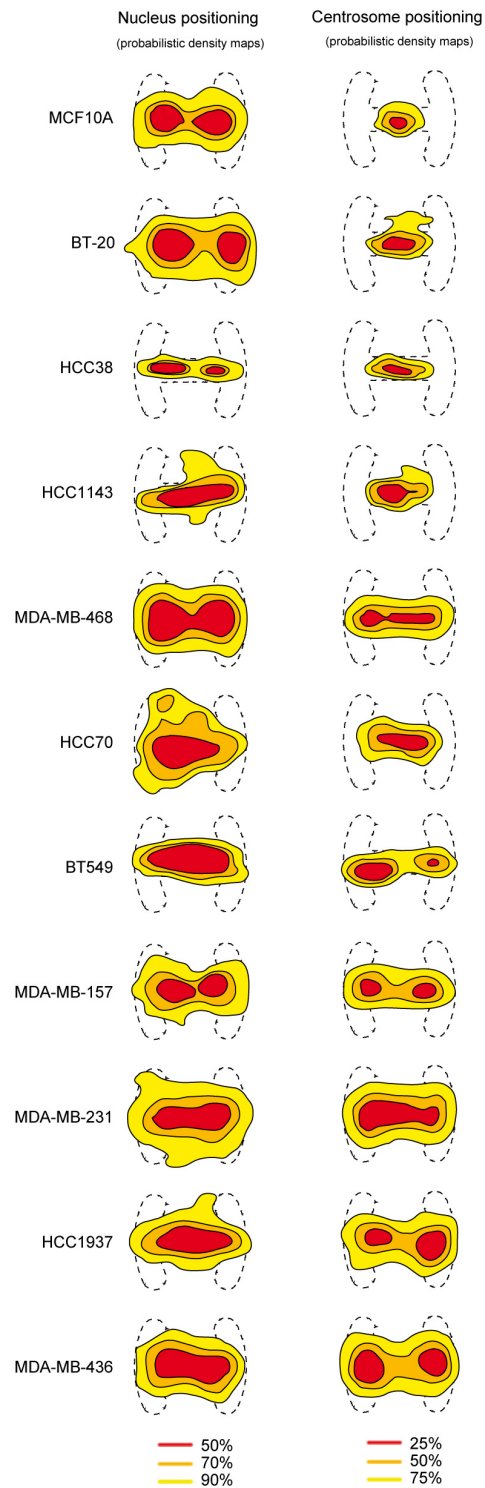 Nucleus positioning Centrosome positioning
(probabilistic density maps) (probabilistic density maps)
MCF10A
BT-20
HCC38
HCC1143
MDA-MB-468
HCC70
BT549
MDA-MB-157
MDA-MB-231
HCC1937
MDA-MB-436
50% 25%
70% 50%
90% 75%